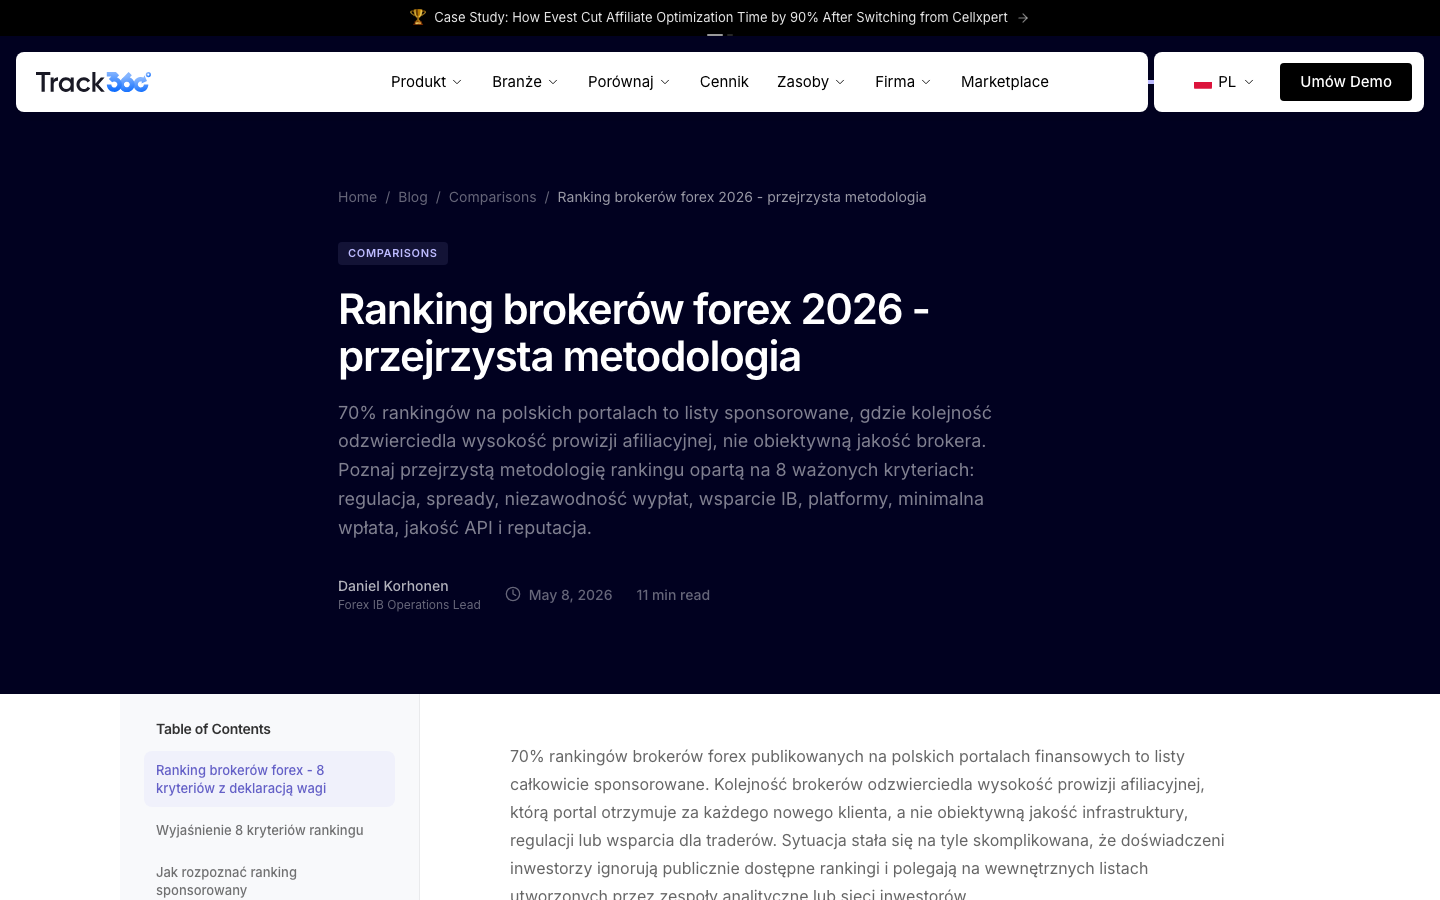 🏆 Case Study: How Evest Cut Affiliate Optimization Time by 90% After Switching from Cellxpert →
Track360 Produkt Branże Porównaj Cennik Zasoby Firma Marketplace PL Umów Demo
Home / Blog / Comparisons / Ranking brokerów forex 2026 - przejrzysta metodologia
COMPARISONS
Ranking brokerów forex 2026 -
przejrzysta metodologia
70% rankingów na polskich portalach to listy sponsorowane, gdzie kolejność
odzwierciedla wysokość prowizji afiliacyjnej, nie obiektywną jakość brokera.
Poznaj przejrzystą metodologię rankingu opartą na 8 ważonych kryteriach:
regulacja, spready, niezawodność wypłat, wsparcie IB, platformy, minimalna
wpłata, jakość API i reputacja.
Daniel Korhonen
Forex IB Operations Lead
May 8, 2026 11 min read
Table of Contents
Ranking brokerów forex - 8
kryteriów z deklaracją wagi
Wyjaśnienie 8 kryteriów rankingu
Jak rozpoznać ranking
sponsorowany
70% rankingów brokerów forex publikowanych na polskich portalach finansowych to listy
całkowicie sponsorowane. Kolejność brokerów odzwierciedla wysokość prowizji afiliacyjnej,
którą portal otrzymuje za każdego nowego klienta, a nie obiektywną jakość infrastruktury,
regulacji lub wsparcia dla traderów. Sytuacja stała się na tyle skomplikowana, że doświadczeni
inwestorzy ignorują publicznie dostępne rankingi i polegają na wewnętrznych listach
utworzonych przez zespoły analityczne lub sieci inwestorów.